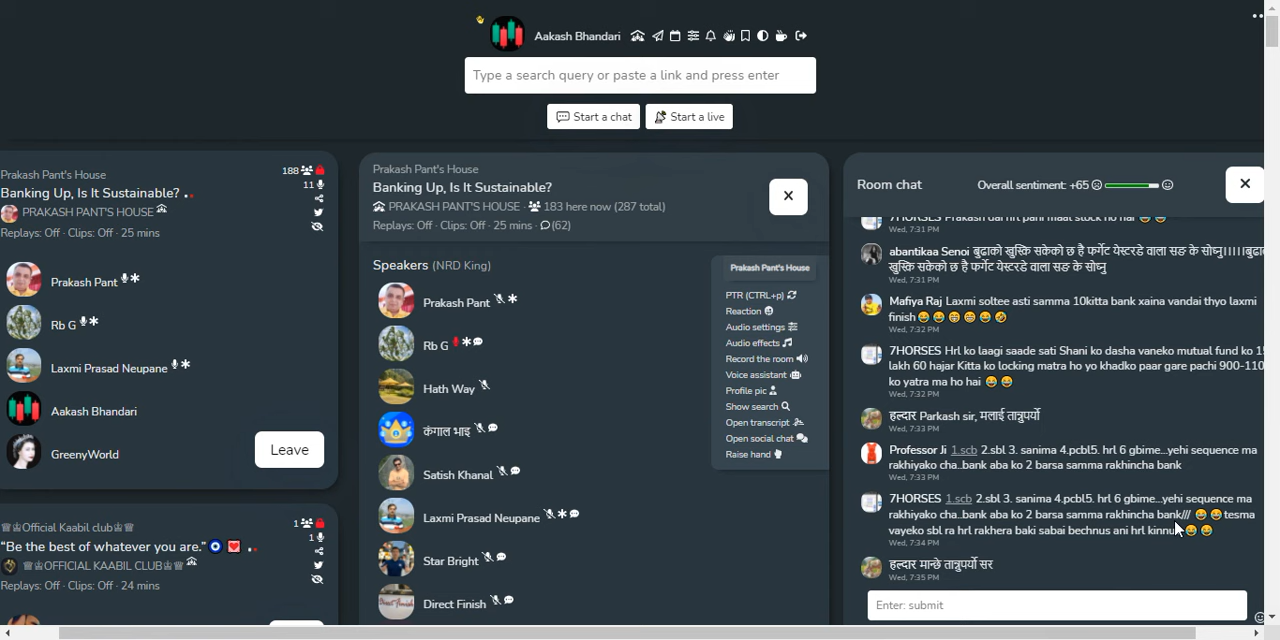 Aakash Bhandari
Type a search query or paste a link and press enter
Start a chat
Start a live
Prakash Pant's House
188
Banking Up, Is It Sustainable?
11
PRAKASH PANT'S HOUSE
Replays: Off · Clips: Off · 25 mins
Prakash Pant
Rb G
Laxmi Prasad Neupane
Aakash Bhandari
GreenyWorld
Leave
♕♔Official Kaabil club♔♕
1
"Be the best of whatever you are."
1
♕♔OFFICIAL KAABIL CLUB♔♕
Replays: Off · Clips: Off · 24 mins
Prakash Pant's House
Banking Up, Is It Sustainable?
PRAKASH PANT'S HOUSE · 183 here now (287 total)
Replays: Off · Clips: Off · 25 mins · (62)
Speakers (NRD King)
Prakash Pant
Rb G
Hath Way
कंगाल भाइ
Satish Khanal
Laxmi Prasad Neupane
Star Bright
Direct Finish
Prakash Pant's House
PTR (CTRL+p)
Reaction
Audio settings
Audio effects
Record the room
Voice assistant
Profile pic
Show search
Open transcript
Open social chat
Raise hand
Room chat
Overall sentiment: +65
7HORSES Prakash dai hrl pani maat stock ho hai
Wed, 7:31 PM
abantikaa Senoi बुढाको खुस्कि सकेको छ है फर्गेट येस्टरडे वाला सङ के सोघ्नु।।।।।बुढाको
खुस्कि सकेको छ है फर्गेट येस्टरडे वाला सङ के सोघ्नु
Wed, 7:31 PM
Mafiya Raj Laxmi soltee asti samma 10kitta bank xaina vandai thyo laxmi
finish 😂 😂 😁 😁 😂 🤣
Wed, 7:32 PM
7HORSES Hrl ko laagi saade sati Shani ko dasha vaneko mutual fund ko
lakh 60 hajar Kitta ko locking matra ho yo khadko paar gare pachi 900-110
ko yatra ma ho hai 😂 😂
Wed, 7:32 PM
हल्दार Parkash sir, मलाई तान्नुपर्यो
Wed, 7:33 PM
Professor Ji 1.scb 2.sbl 3. sanima 4.pcbl5. hrl 6 gbime...yehi sequence ma
rakhiyako cha..bank aba ko 2 barsa samma rakhincha bank
Wed, 7:33 PM
7HORSES 1.scb 2.sbl 3. sanima 4.pcbl5. hrl 6 gbime...yehi sequence ma
rakhiyako cha..bank aba ko 2 barsa samma rakhincha bank/// 😂 😂 tesma
vayeko sbl ra hrl rakhera baki sabai bechnus ani hrl kinnus 😂 😂
Wed, 7:34 PM
हल्दार मान्छे तान्नुपर्यो सर
Wed, 7:35 PM
Enter: submit